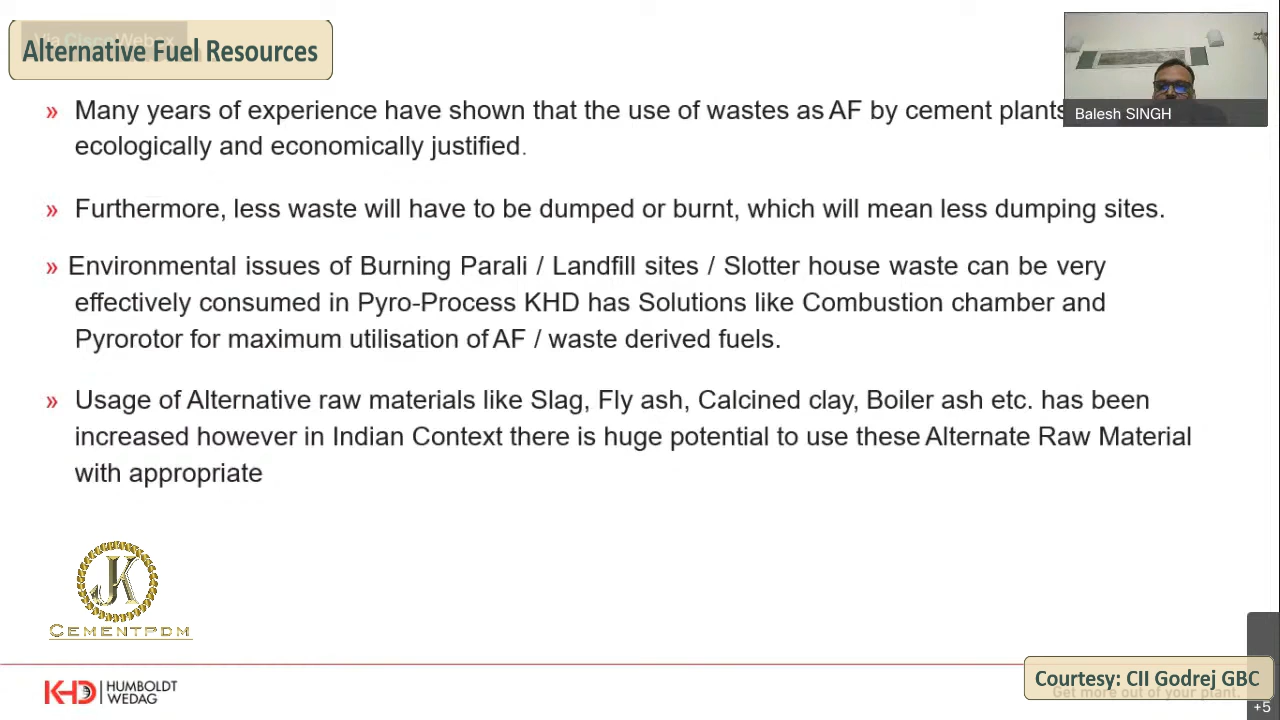 Alternative Fuel Resources
Via Cisco Webex
» Many years of experience have shown that the use of wastes as AF by cement plants
ecologically and economically justified.
Balesh SINGH
» Furthermore, less waste will have to be dumped or burnt, which will mean less dumping sites.
» Environmental issues of Burning Parali / Landfill sites / Slotter house waste can be very
effectively consumed in Pyro-Process KHD has Solutions like Combustion chamber and
Pyrorotor for maximum utilisation of AF / waste derived fuels.
» Usage of Alternative raw materials like Slag, Fly ash, Calcined clay, Boiler ash etc. has been
increased however in Indian Context there is huge potential to use these Alternate Raw Material
with appropriate
JK
CEMENTPDM
KHD HUMBOLDT
WEDAG
Courtesy: CII Godrej GBC
Get more out of your plant.
+5